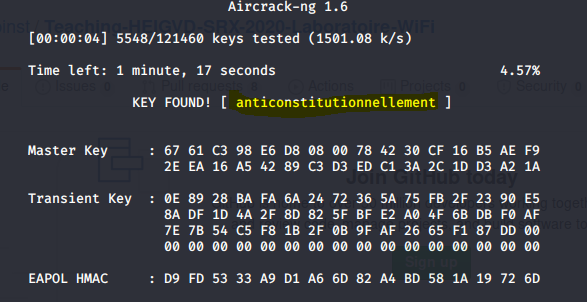 Aircrack-ng 1.6
[00:00:04] 5548/121460 keys tested (1501.08 k/s)
Time left: 1 minute, 17 seconds 4.57%
KEY FOUND! [ anticonstitutionnellement ]
Master Key : 67 61 C3 98 E6 D8 08 00 78 42 30 CF 16 B5 AE F9
2E EA 16 A5 42 89 C3 D3 ED C1 3A 2C 1D D3 A2 1A
Join GitHub today
Transient Key : 0E 89 28 BA FA 6A 24 72 36 5A 75 FB 2F 23 90 E5
8A DF 1D 4A 2F 8D 82 5F BF E2 A0 4F 6B DB F0 AF
7E 7B 54 C5 F8 1B 2F 0B 9F AF 26 65 F1 87 DD 00
00 00 00 00 00 00 00 00 00 00 00 00 00 00 00 00
EAPOL HMAC : D9 FD 53 33 A9 D1 A6 6D 82 A4 BD 58 1A 19 72 6D